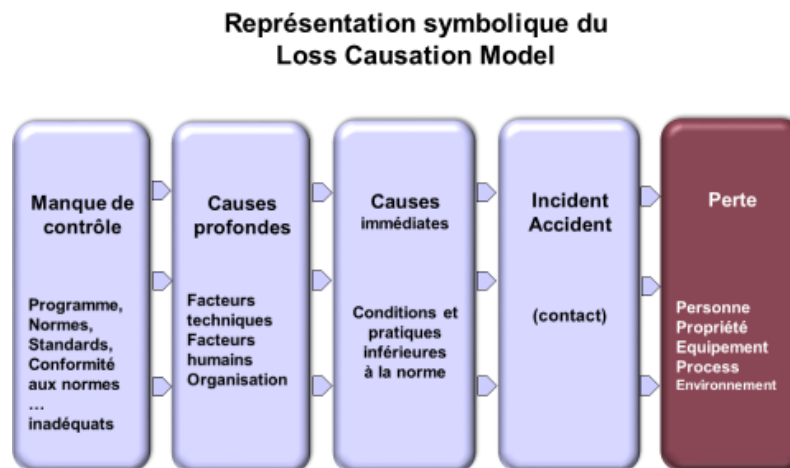 Représentation symbolique du
Loss Causation Model
Manque de
contrôle
Programme,
Normes,
Standards,
Conformité
aux normes
…
inadéquats
Causes
profondes
Facteurs
techniques
Facteurs
humains
Organisation
Causes
immédiates
Conditions et
pratiques
inférieures
à la norme
Incident
Accident
(contact)
Perte
Personne
Propriété
Equipement
Process
Environnement